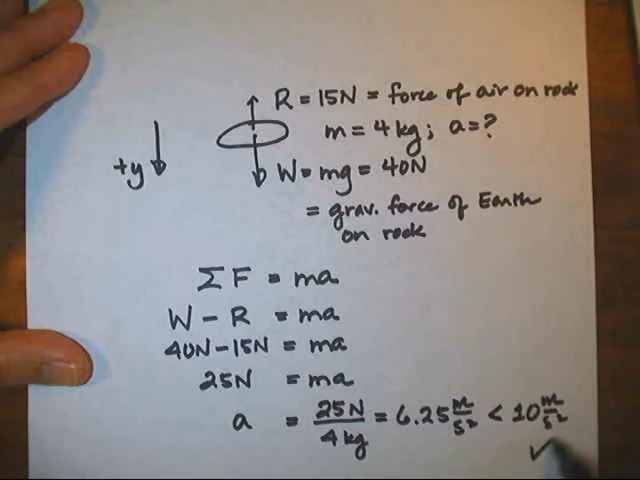 R = 15N = force of air on rock
m = 4 kg; a = ?
+y
W = mg = 40N
= grav. force of Earth
on rock
ΣF = ma
W - R = ma
40N - 15N = ma
25N = ma
a = 25N/4kg = 6.25 m/s² < 10 m/s²
✓